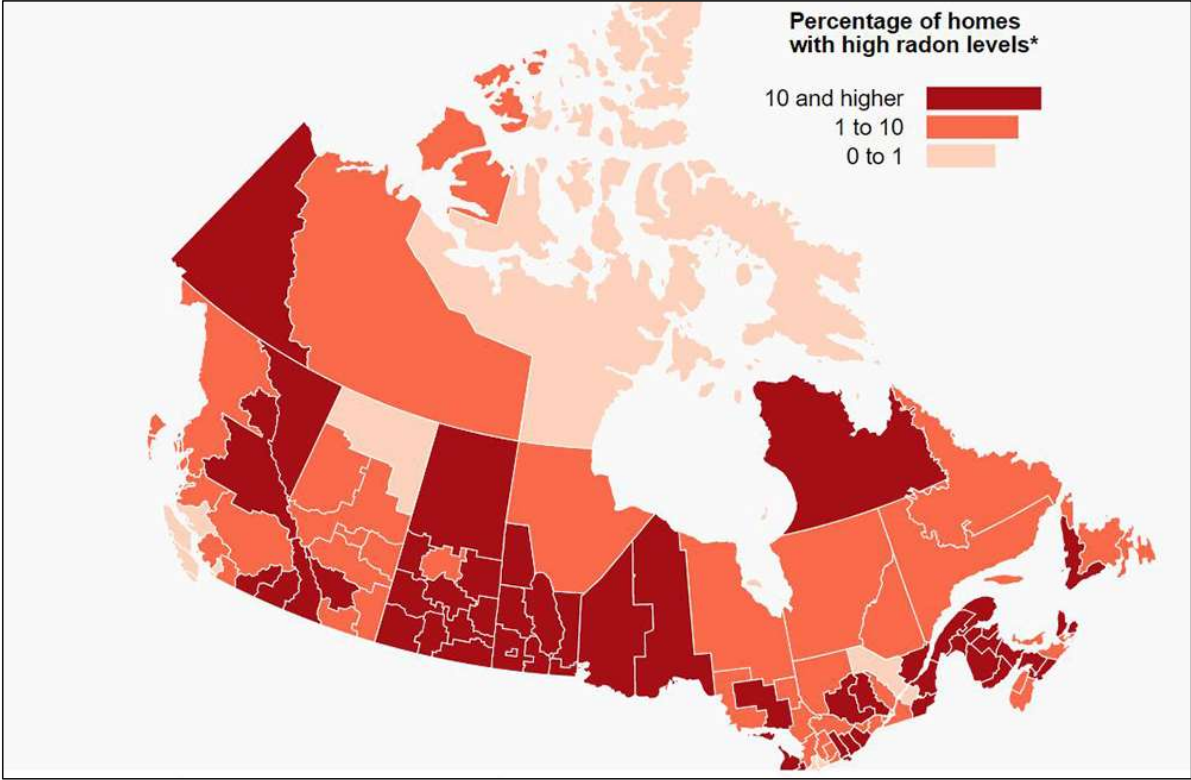 Percentage of homes
with high radon levels*
10 and higher
1 to 10
0 to 1